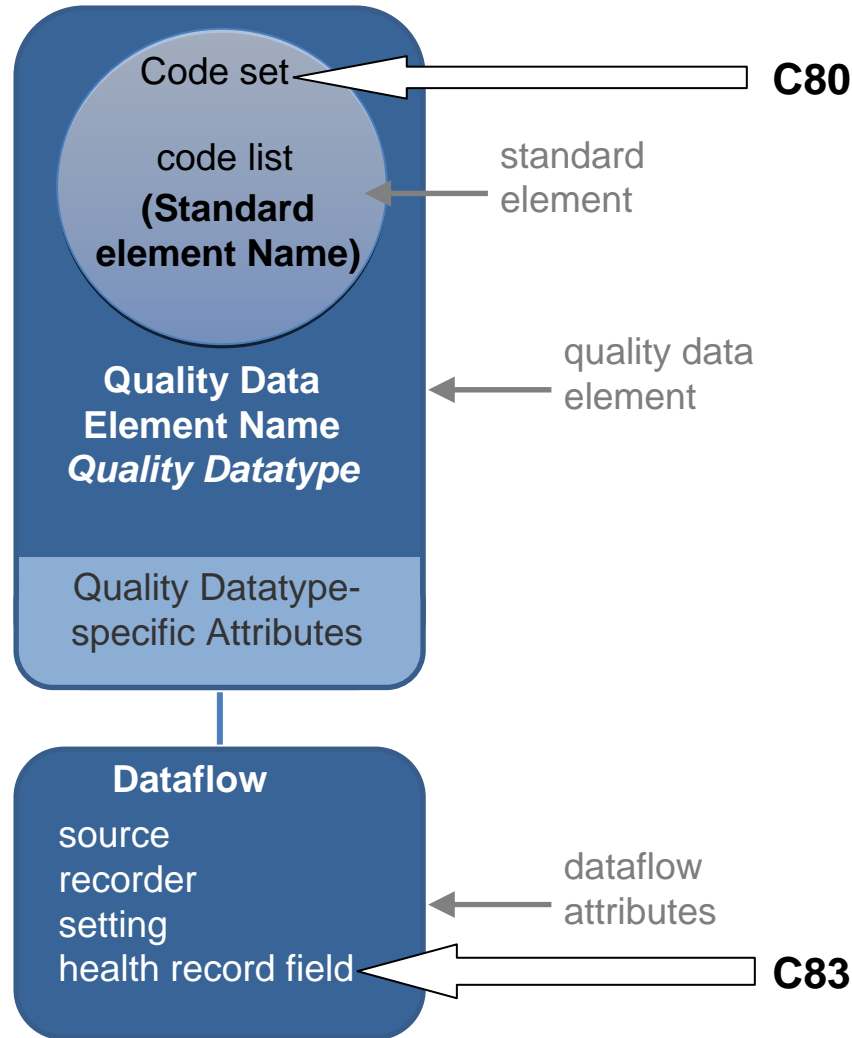 Code set
C80
code list
(Standard
element Name)
standard
element
Quality Data
Element Name
Quality Datatype
quality data
element
Quality Datatype-
specific Attributes
Dataflow
source
recorder
setting
health record field
dataflow
attributes
C83